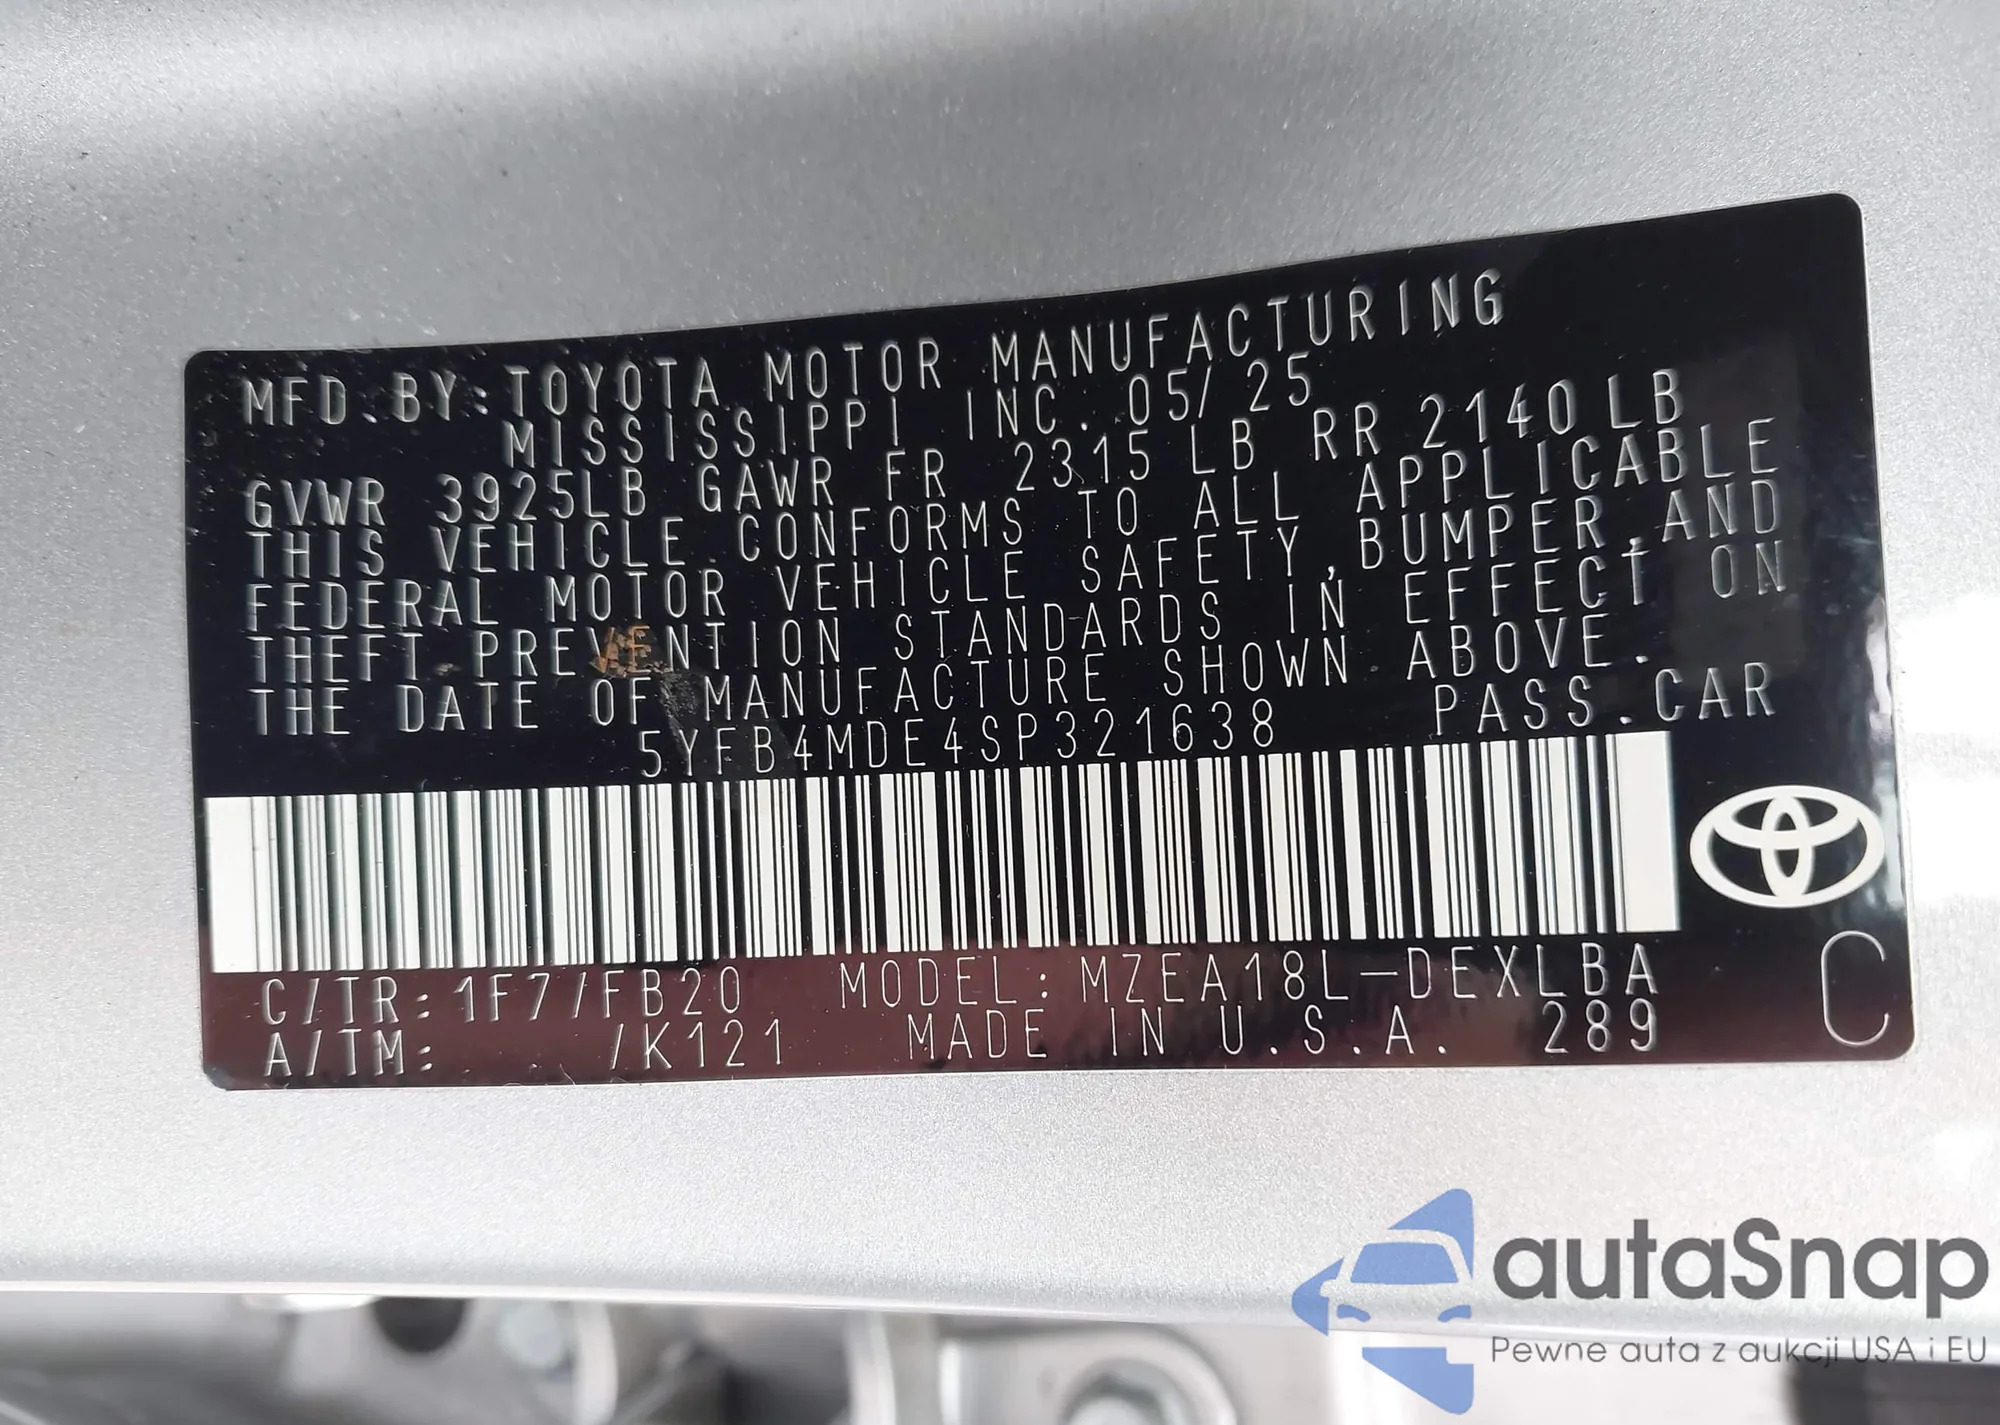 MFD.BY:TOYOTA MOTOR MANUFACTURING
MISSISSIPPI INC. 05/25
GVWR 3925LB GAWR FR 2315 LB RR 2140LB
THIS VEHICLE CONFORMS TO ALL APPLICABLE
FEDERAL MOTOR VEHICLE SAFETY, BUMPER, AND
THEFT PREVENTION STANDARDS IN EFFECT ON
THE DATE OF MANUFACTURE SHOWN ABOVE.
5YFB4MDE4SP321638 PASS.CAR
C/TR:1F7/FB20 MODEL:MZEA18L-DEXLBA
A/TM: /K121 MADE IN U.S.A. 289
C
autaSnap
Pewne auta z aukcji USA i EU